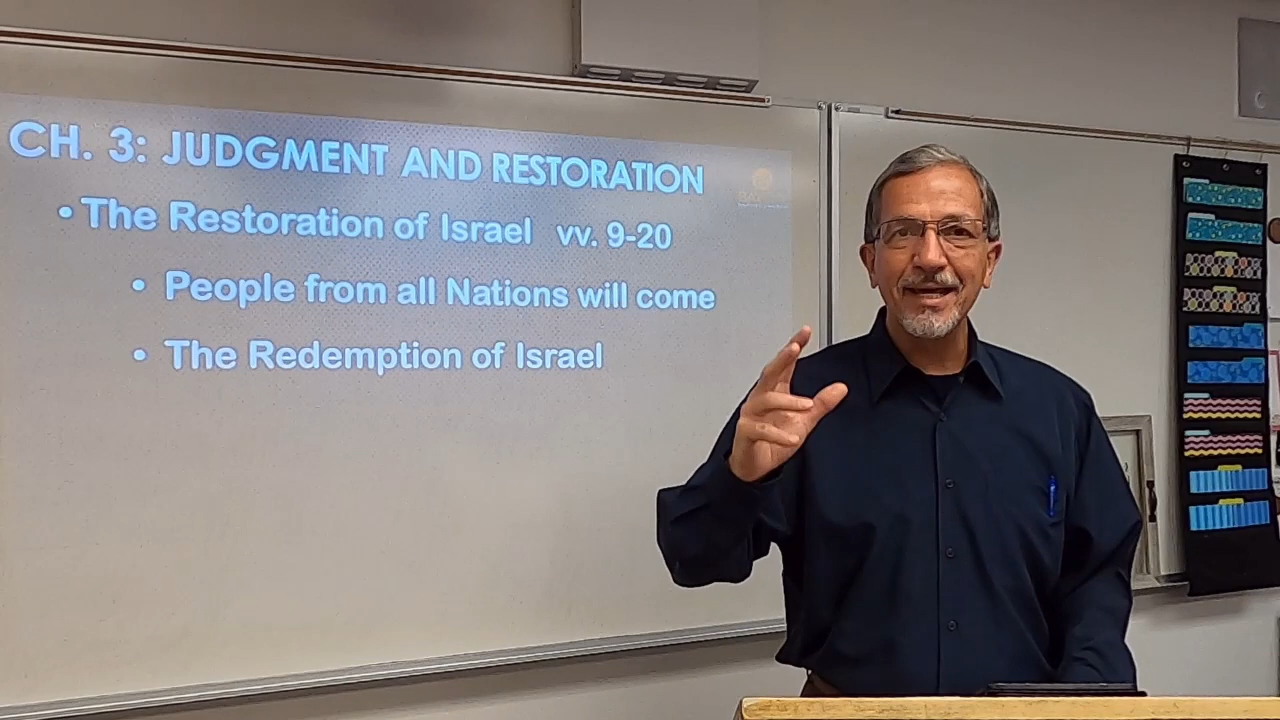 CH. 3: JUDGMENT AND RESTORATION
• The Restoration of Israel vv. 9-20
• People from all Nations will come
• The Redemption of Israel